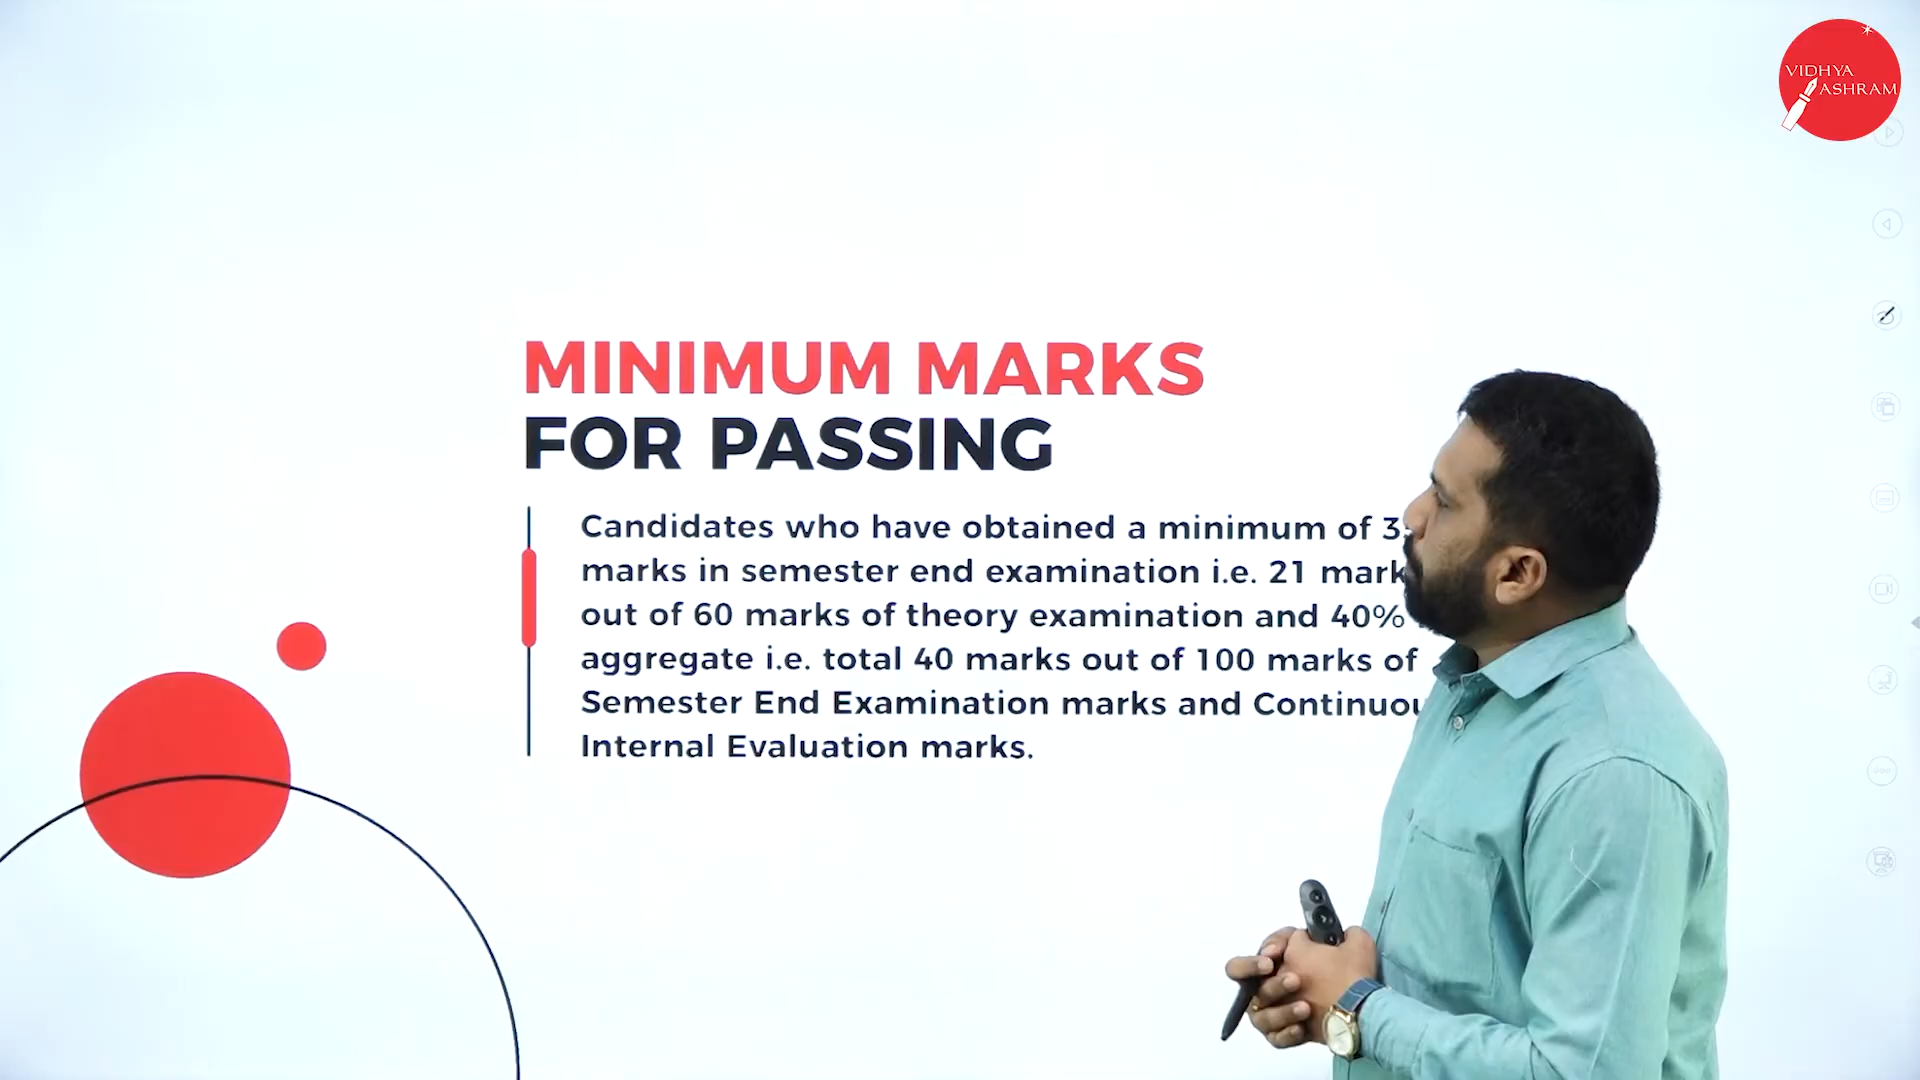 VIDHYA
ASHRAM
MINIMUM MARKS
FOR PASSING
Candidates who have obtained a minimum of
marks in semester end examination i.e. 21
out of 60 marks of theory examination and 40%
aggregate i.e. total 40 marks out of 100 marks of
Semester End Examination marks and
Internal Evaluation marks.